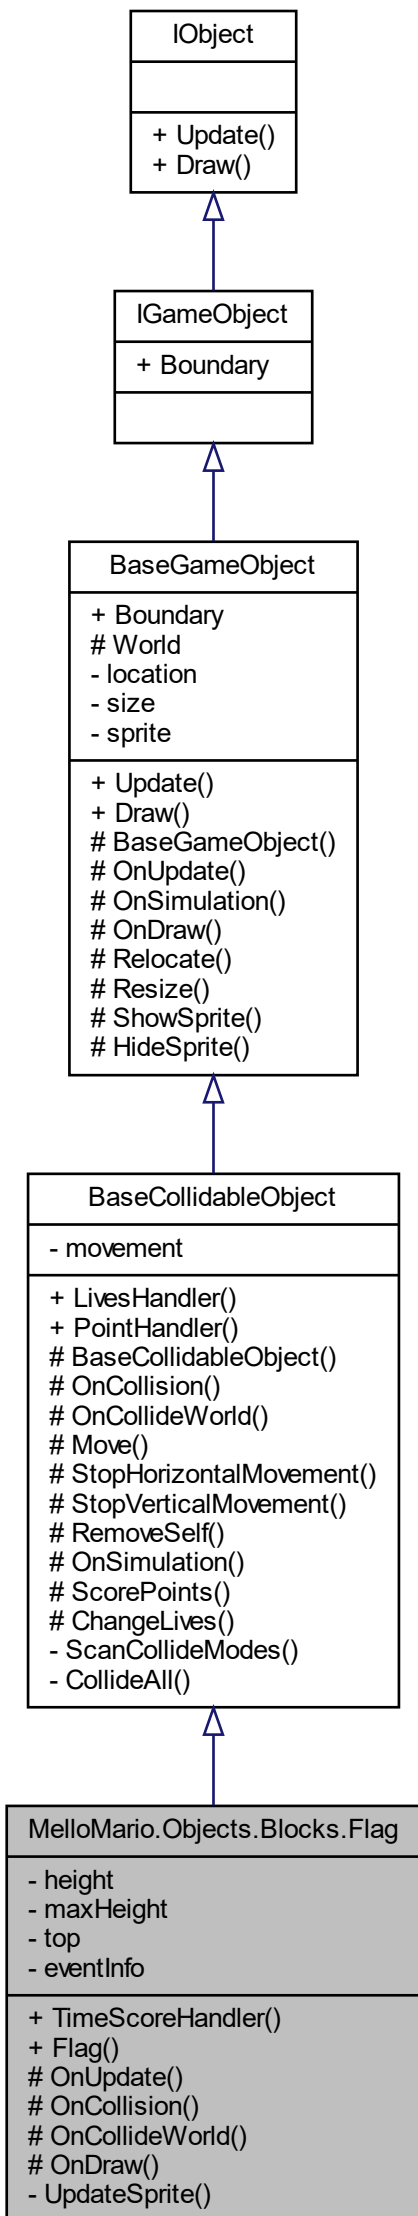 IObject
+ Update()
+ Draw()
IGameObject
+ Boundary
BaseGameObject
+ Boundary
# World
- location
- size
- sprite
+ Update()
+ Draw()
# BaseGameObject()
# OnUpdate()
# OnSimulation()
# OnDraw()
# Relocate()
# Resize()
# ShowSprite()
# HideSprite()
BaseCollidableObject
- movement
+ LivesHandler()
+ PointHandler()
# BaseCollidableObject()
# OnCollision()
# OnCollideWorld()
# Move()
# StopHorizontalMovement()
# StopVerticalMovement()
# RemoveSelf()
# OnSimulation()
# ScorePoints()
# ChangeLives()
- ScanCollideModes()
- CollideAll()
MelloMario.Objects.Blocks.Flag
- height
- maxHeight
- top
- eventInfo
+ TimeScoreHandler()
+ Flag()
# OnUpdate()
# OnCollision()
# OnCollideWorld()
# OnDraw()
- UpdateSprite()